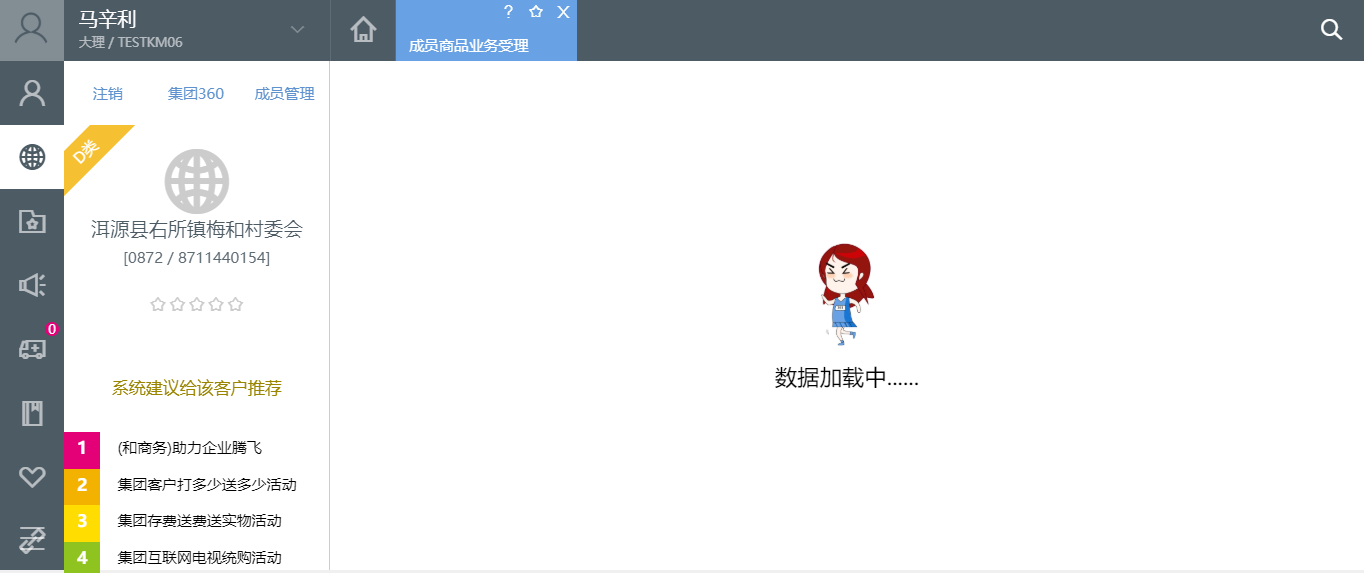 马辛利
大理 / TESTKM06
? X
成员商品业务受理
注销 集团360 成员管理
D类
洱源县右所镇梅和村委会
[0872 / 8711440154]
0
系统建议给该客户推荐
1 (和商务)助力企业腾飞
2 集团客户打多少送多少活动
3 集团存费送费送实物活动
4 集团互联网电视统购活动
数据加载中......